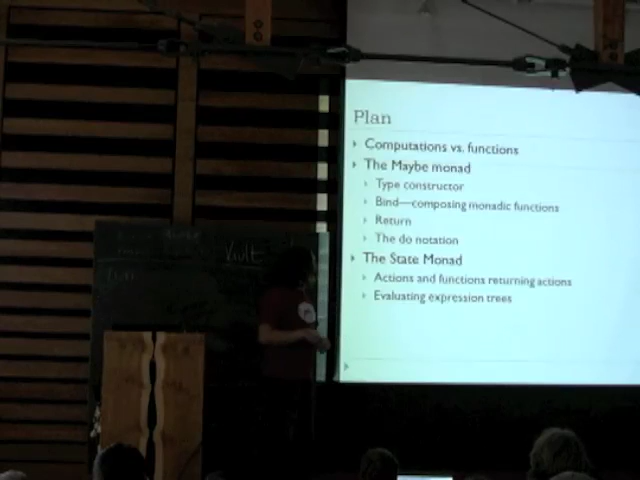 Plan
Computations vs. functions
The Maybe monad
Type constructor
Bind—composing monadic functions
Return
The do notation
The State Monad
Actions and functions returning actions
Evaluating expression trees